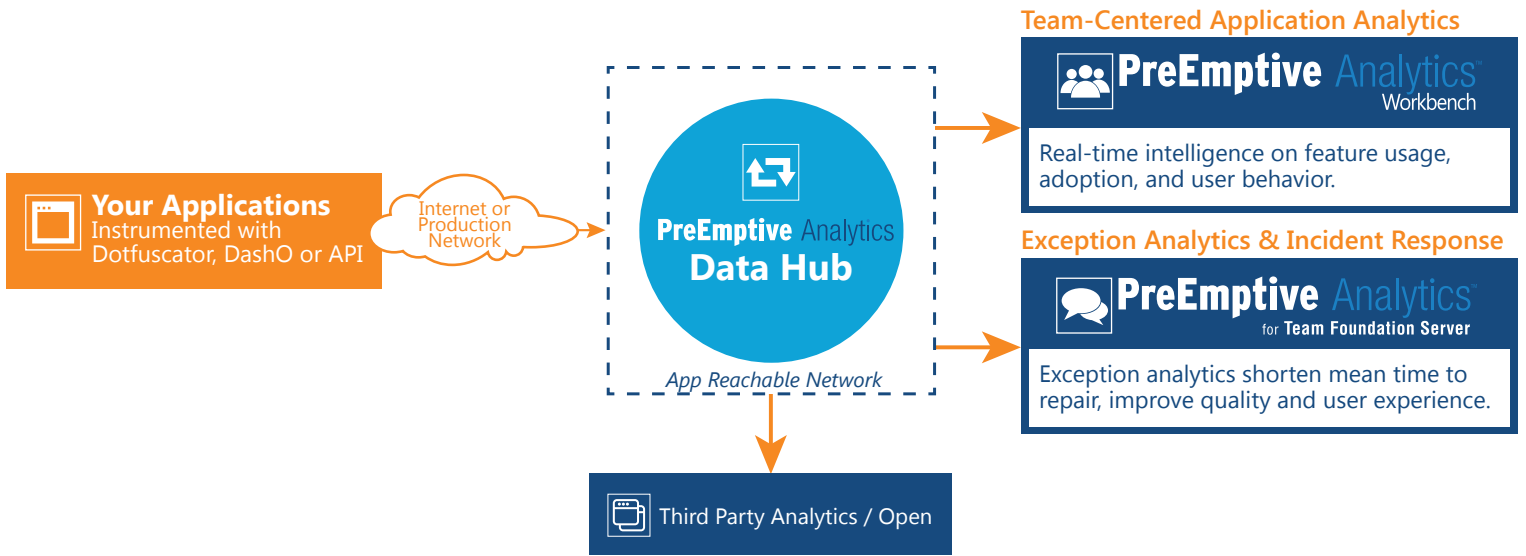 Your Applications
Instrumented with
Dotfuscator, DashO or API
Internet or
Production
Network
PreEmptive Analytics
Data Hub
App Reachable Network
Third Party Analytics / Open
Team-Centered Application Analytics
PreEmptive Analytics™
Workbench
Real-time intelligence on feature usage,
adoption, and user behavior.
Exception Analytics & Incident Response
PreEmptive Analytics™
for Team Foundation Server
Exception analytics shorten mean time to
repair, improve quality and user experience.